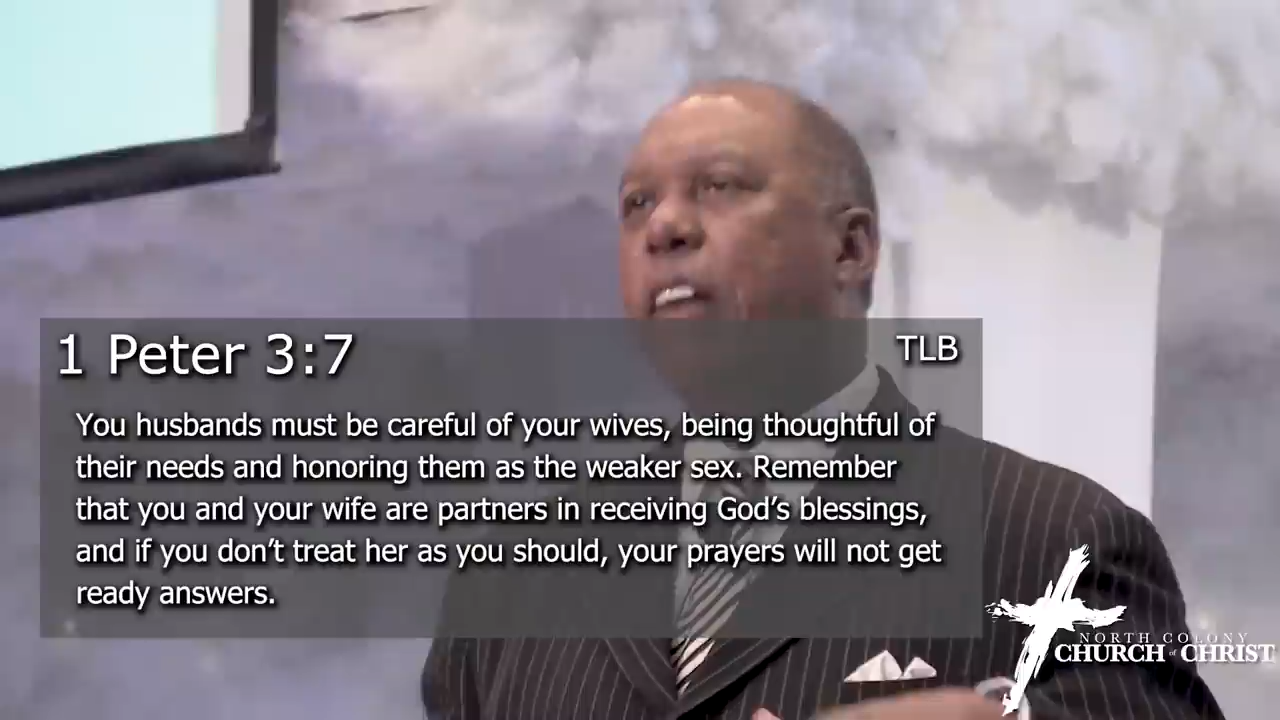 1 Peter 3:7
TLB
You husbands must be careful of your wives, being thoughtful of
their needs and honoring them as the weaker sex. Remember
that you and your wife are partners in receiving God’s blessings,
and if you don’t treat her as you should, your prayers will not get
ready answers.
NORTH COLONY
CHURCH of CHRIST